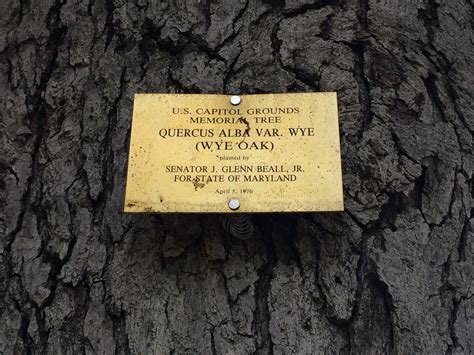 U.S. CAPITOL GROUNDS
MEMORIAL TREE
QUERCUS ALBA VAR. WYE
(WYE OAK)
planted by
SENATOR J. GLENN BEALL, JR.
FOR STATE OF MARYLAND
April 5, 1976